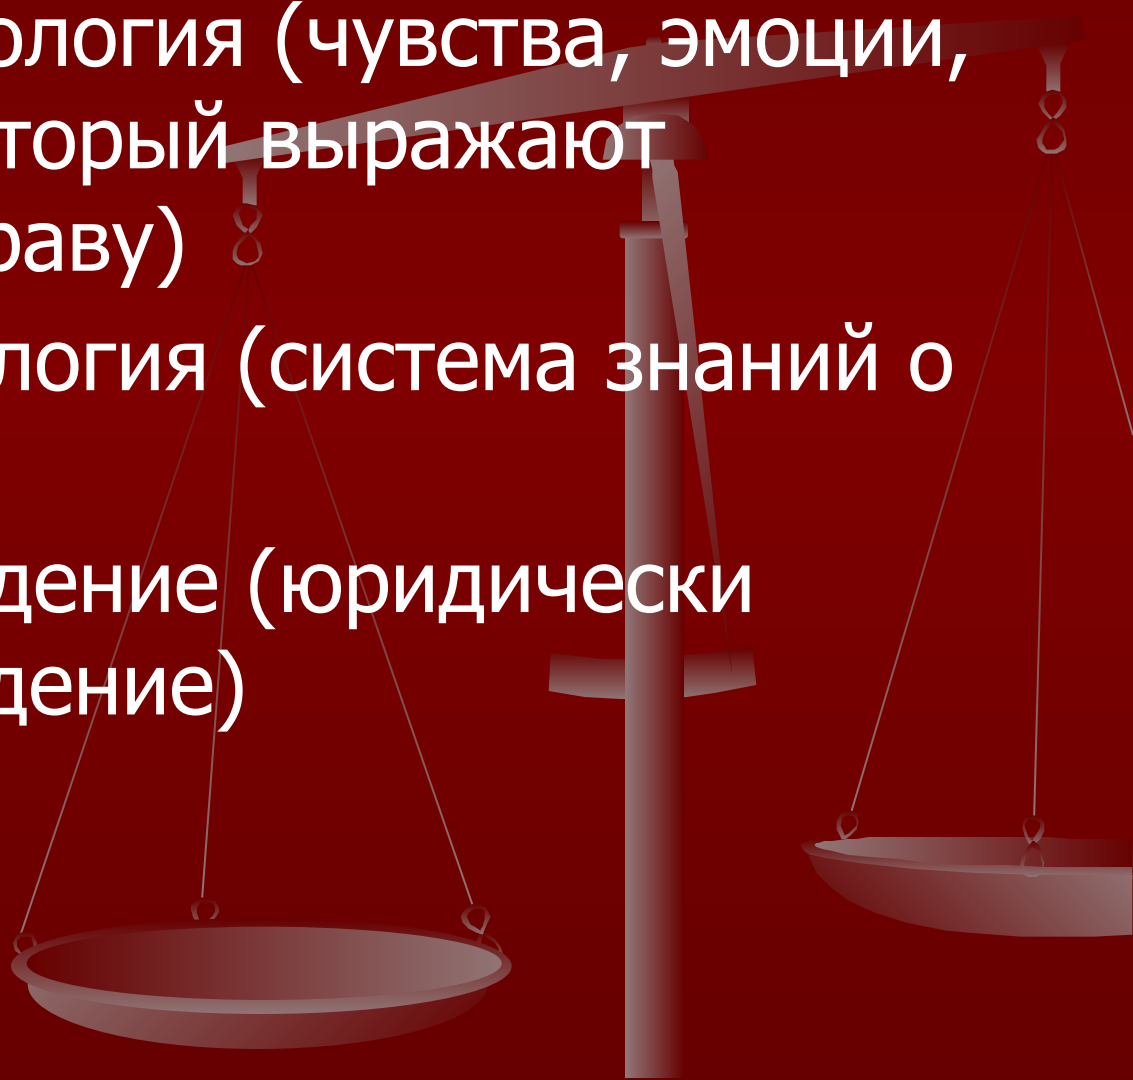 ология (чувства, эмоции,
торый выражают
раву)
логия (система знаний о
дение (юридически
дение)